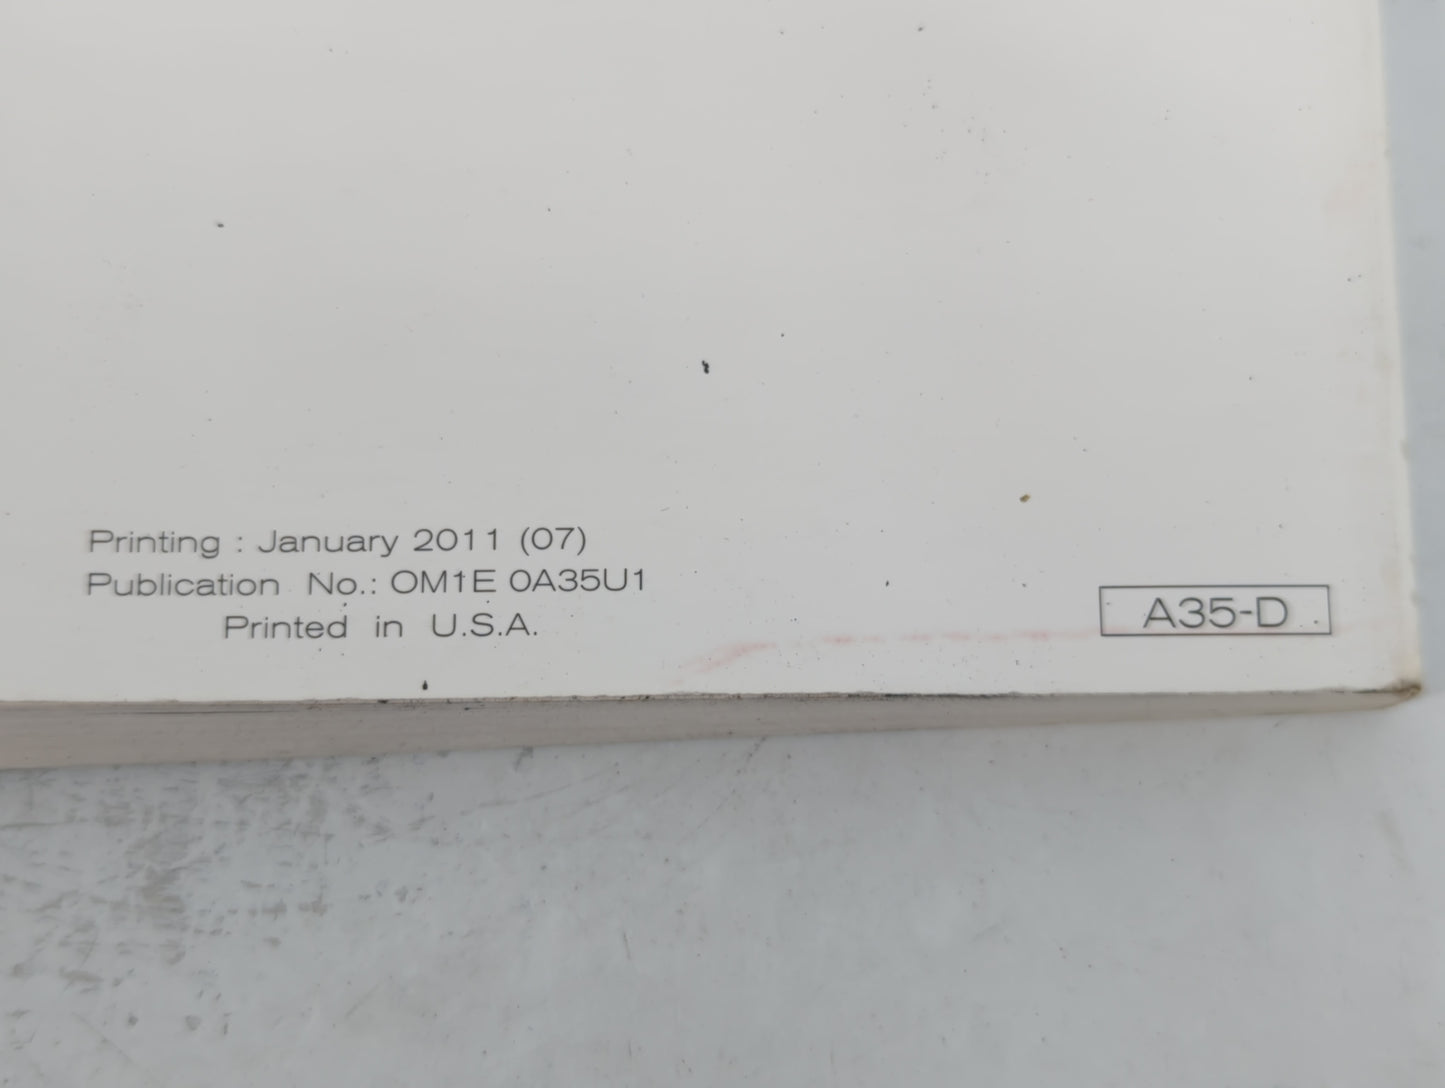 Printing : January 2011 (07)
Publication No.: OM1E 0A35U1
Printed in U.S.A.
A35-D